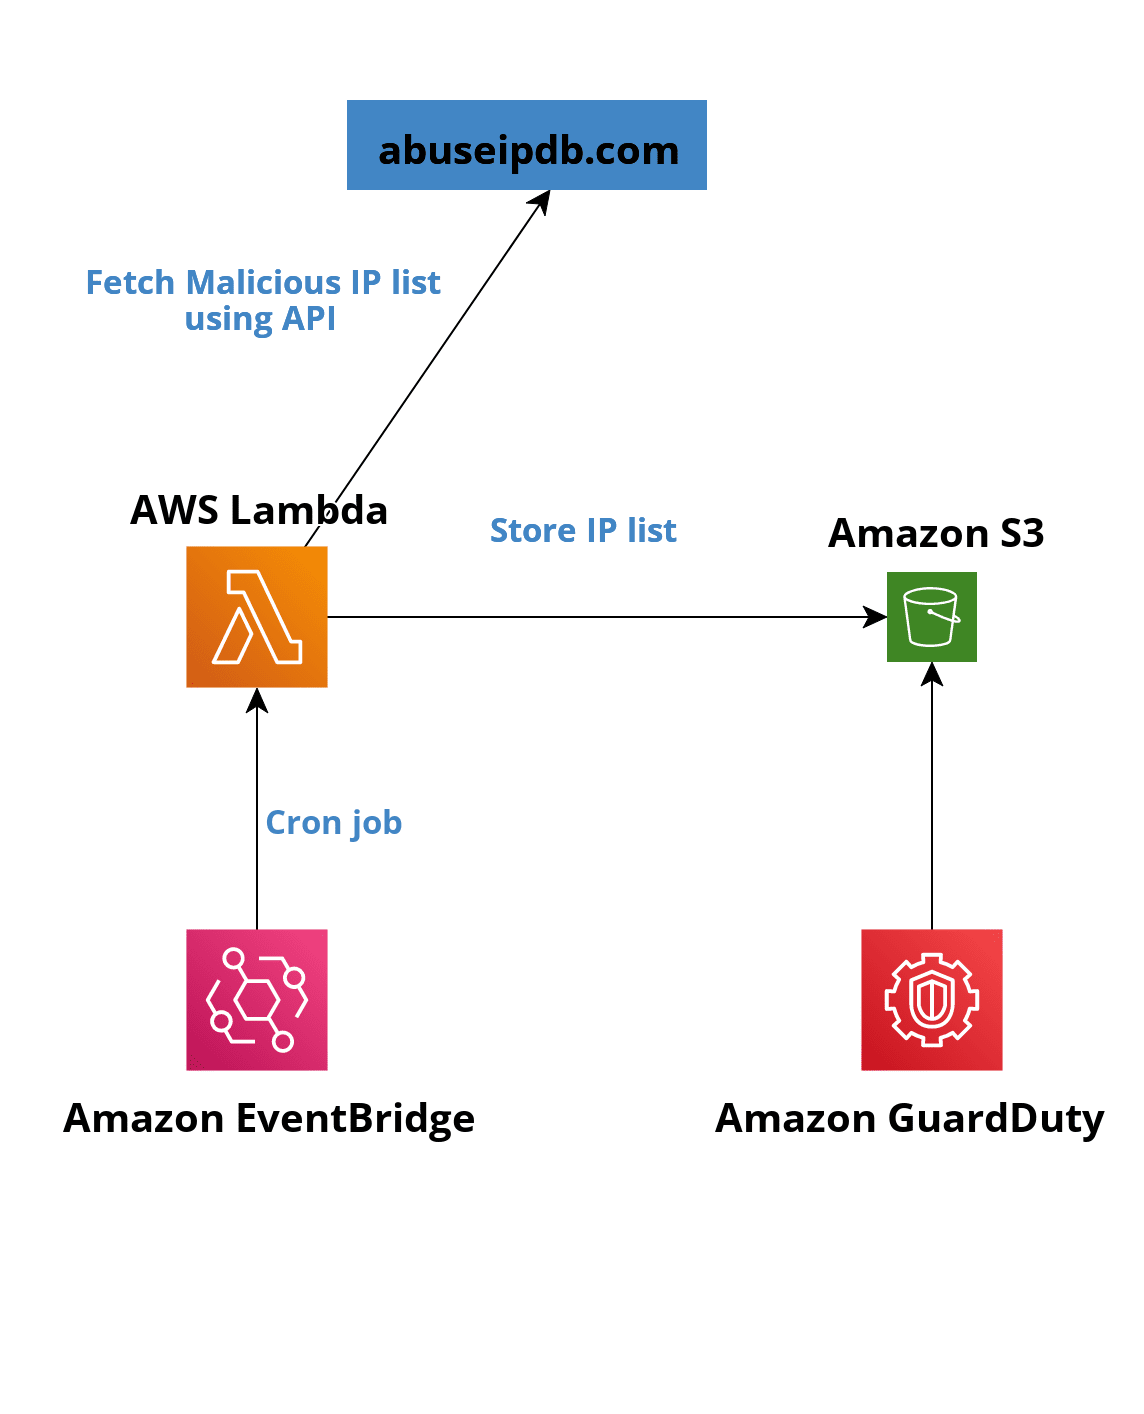 abuseipdb.com
Fetch Malicious IP list
using API
AWS Lambda
Store IP list
Amazon S3
Cron job
Amazon EventBridge
Amazon GuardDuty